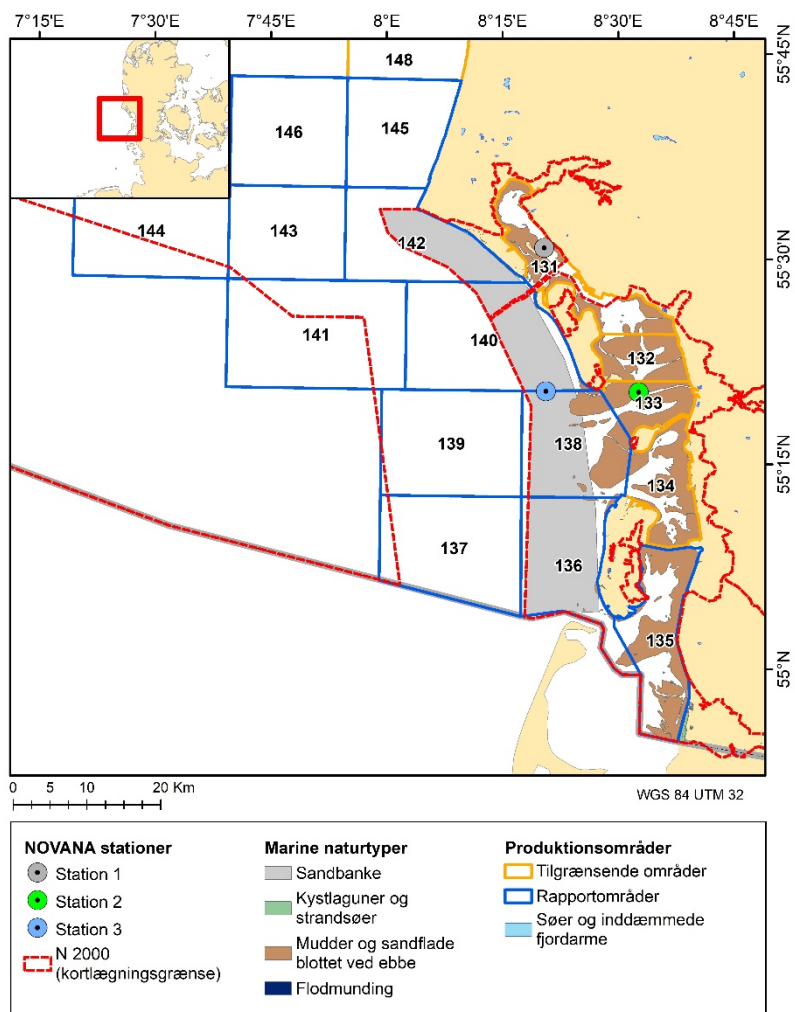 7°15'E 7°30'E 7°45'E 8°E 8°15'E 8°30'E 8°45'E
55°45'N
148
146
145
144
143
142
131
55°30'N
141
140
132
133
139
138
55°15'N
134
137
136
135
55°N
0 5 10 20 Km
WGS 84 UTM 32
NOVANA stationer
Station 1
Station 2
Station 3
N 2000
(kortlægningsgrænse)
Marine naturtyper
Sandbanke
Kystlaguner og
strandsøer
Mudder og sandflade
blottet ved ebbe
Flodmunding
Produktionsområder
Tilgrænsende områder
Rapportområder
Søer og inddæmmede
fjordarme